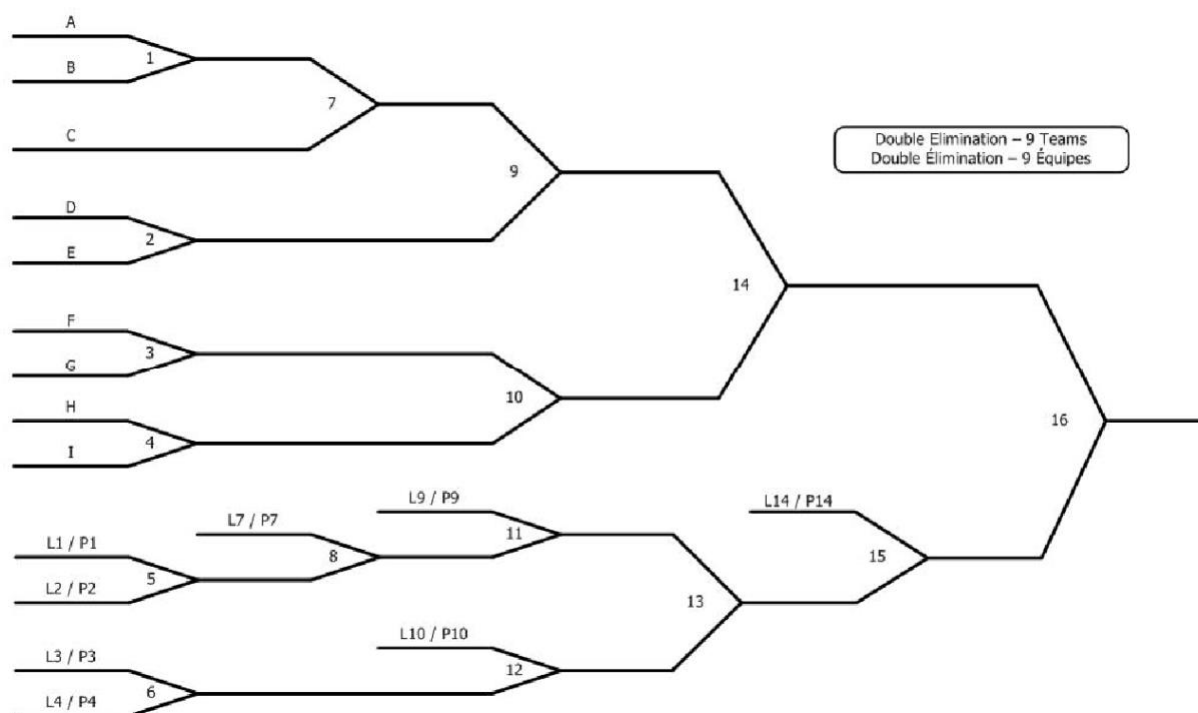 A
1
B
7
C
Double Elimination – 9 Teams
Double Élimination – 9 Équipes
9
D
2
E
14
F
3
G
10
H
4
I
16
L9 / P9
L14 / P14
L7 / P7
11
L1 / P1
8
15
5
L2 / P2
13
L10 / P10
L3 / P3
12
6
L4 / P4